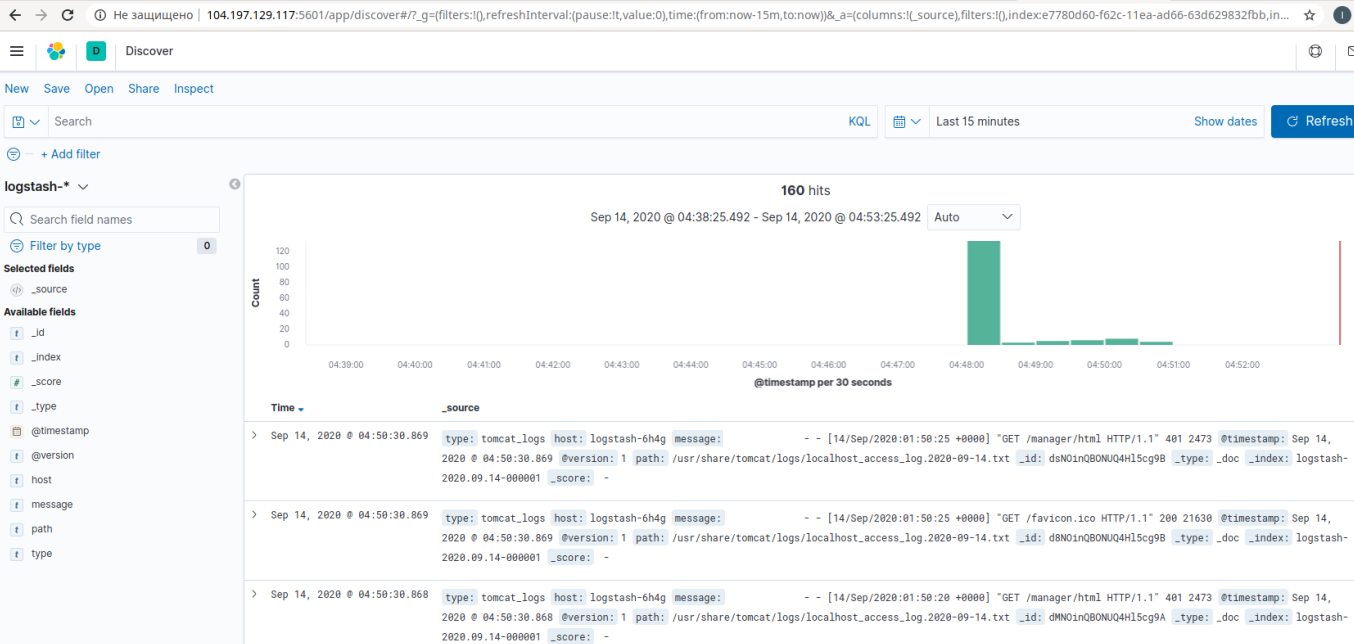 Не защищено 104.197.129.117:5601/app/discover#/?_g=(filters:!(),refreshInterval:(pause:!t,value:0),time:(from:now-15m,to:now))&_a=(columns:!(_source),filters:!(),index:e7780d60-f62c-11ea-ad66-63d629832fbb,in... I
D Discover
New Save Open Share Inspect
Search KQL Last 15 minutes Show dates Refresh
+ Add filter
logstash-*
160 hits
Search field names
Sep 14, 2020 @ 04:38:25.492 - Sep 14, 2020 @ 04:53:25.492 Auto
Filter by type 0
Selected fields
_source
Available fields
_id
_index
_score
_type
@timestamp
@version
host
message
path
type
Count
120
100
80
60
40
20
0
04:39:00 04:40:00 04:41:00 04:42:00 04:43:00 04:44:00 04:45:00 04:46:00 04:47:00 04:48:00 04:49:00 04:50:00 04:51:00 04:52:00
@timestamp per 30 seconds
Time _source
Sep 14, 2020 @ 04:50:30.869 type: tomcat_logs host: logstash-6h4g message: - - [14/Sep/2020:01:50:25 +0000] "GET /manager/html HTTP/1.1" 401 2473 @timestamp: Sep 14,
2020 @ 04:50:30.869 @version: 1 path: /usr/share/tomcat/logs/localhost_access_log.2020-09-14.txt _id: dsNOinQBONUQ4Hl5cg9B _type: _doc _index: logstash-
2020.09.14-000001 _score: -
Sep 14, 2020 @ 04:50:30.869 type: tomcat_logs host: logstash-6h4g message: - - [14/Sep/2020:01:50:25 +0000] "GET /favicon.ico HTTP/1.1" 200 21630 @timestamp: Sep 14,
2020 @ 04:50:30.869 @version: 1 path: /usr/share/tomcat/logs/localhost_access_log.2020-09-14.txt _id: d8NOinQBONUQ4Hl5cg9B _type: _doc _index: logstash-
2020.09.14-000001 _score: -
Sep 14, 2020 @ 04:50:30.868 type: tomcat_logs host: logstash-6h4g message: - - [14/Sep/2020:01:50:20 +0000] "GET /manager/html HTTP/1.1" 401 2473 @timestamp: Sep 14,
2020 @ 04:50:30.868 @version: 1 path: /usr/share/tomcat/logs/localhost_access_log.2020-09-14.txt _id: dMNOinQBONUQ4Hl5cg9A _type: _doc _index: logstash-
2020.09.14-000001 _score: -